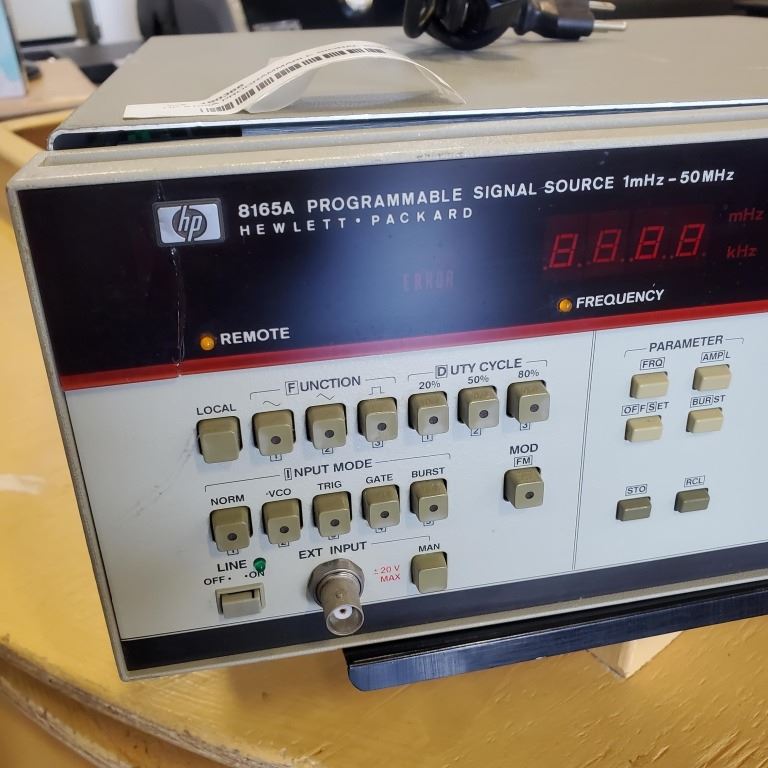 hp
8165A PROGRAMMABLE SIGNAL SOURCE 1mHz-50MHz
HEWLETT•PACKARD
8.8.8.8
mHz
kHz
ERROR
FREQUENCY
REMOTE
FUNCTION
DUTY CYCLE
20% 50% 80%
LOCAL
1 2 3 1 2 3
INPUT MODE
NORM VCO TRIG GATE BURST
1 2 3 4 5
MOD
FM
LINE
OFF • • ON
EXT INPUT
±20V
MAX
MAN
PARAMETER
FRQ AMPL
OFFSET BURST
STO RCL